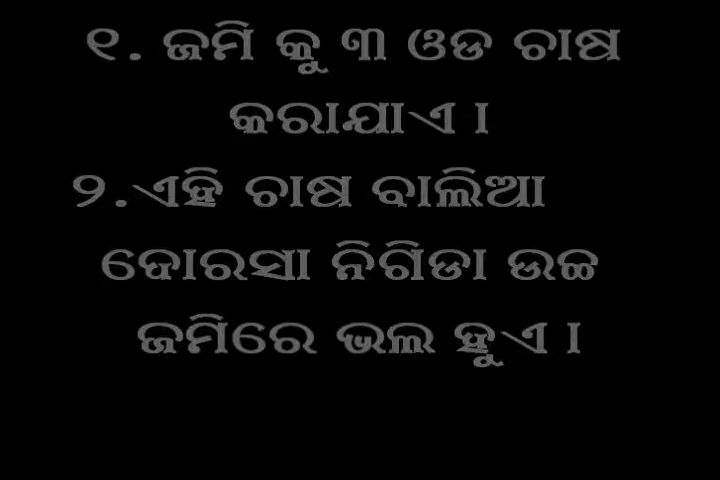 ୧. ଜମି କୁ ୩ ଓଡ ଚାଷ
କରାଯାଏ ।
୨.ଏହି ଚାଷ ବାଲିଆ
ଦୋରସା ନିଗିଡା ଉଚ୍ଚ
ଜମିରେ ଭଲ ହୁଏ ।